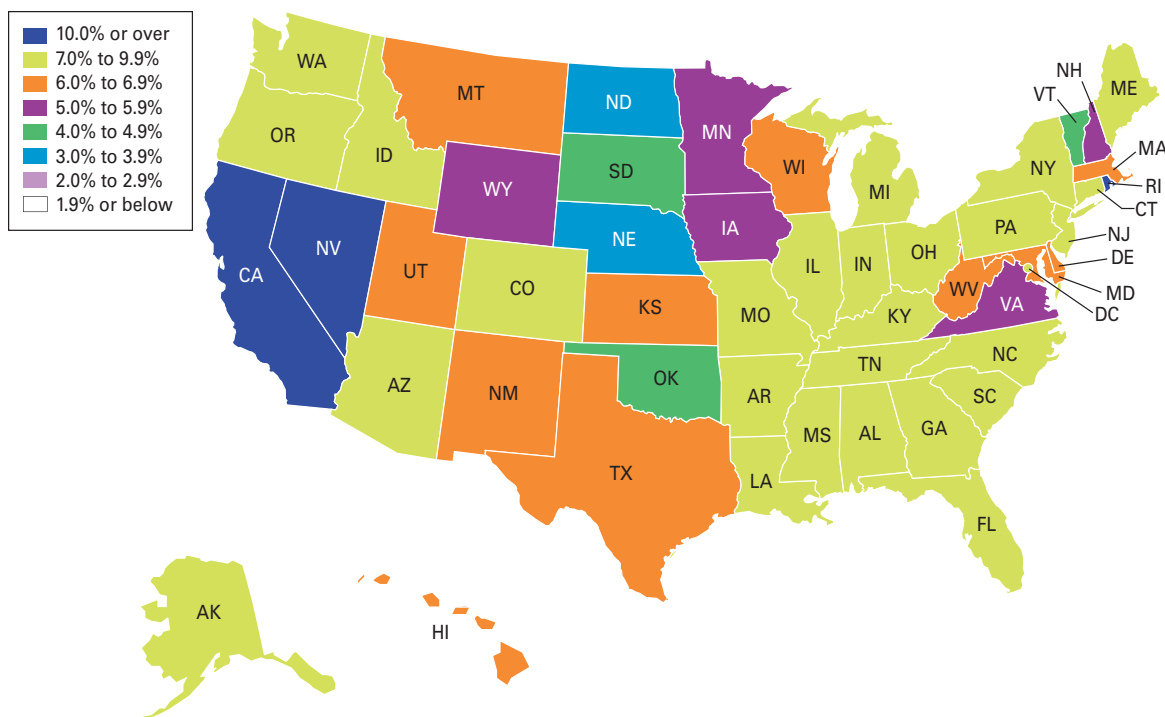 10.0% or over
7.0% to 9.9%
6.0% to 6.9%
5.0% to 5.9%
4.0% to 4.9%
3.0% to 3.9%
2.0% to 2.9%
1.9% or below
WA
OR
ID
MT
ND
MN
SD
WY
NE
IA
WI
MI
NY
VT
NH
ME
MA
RI
CT
NJ
DE
MD
DC
PA
OH
IN
IL
CA
NV
UT
CO
KS
MO
KY
WV
VA
NC
TN
SC
AZ
NM
OK
AR
MS
AL
GA
TX
LA
FL
AK
HI